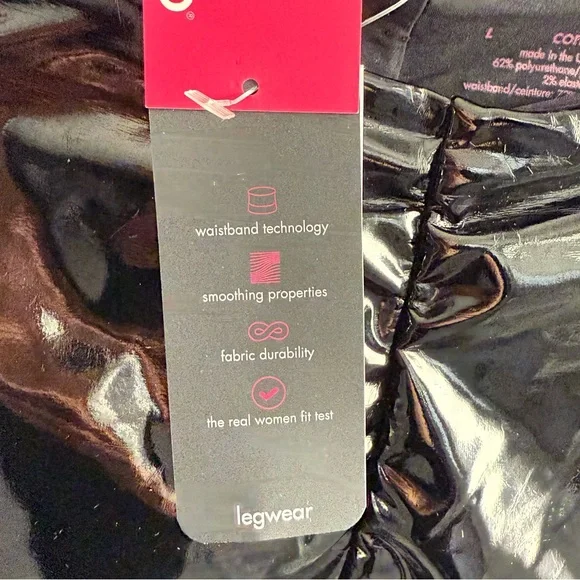 ®
waistband technology
smoothing properties
fabric durability
the real women fit test
legwear
L
made in the
62% polyurethane/
2%
waistband/ceinture: